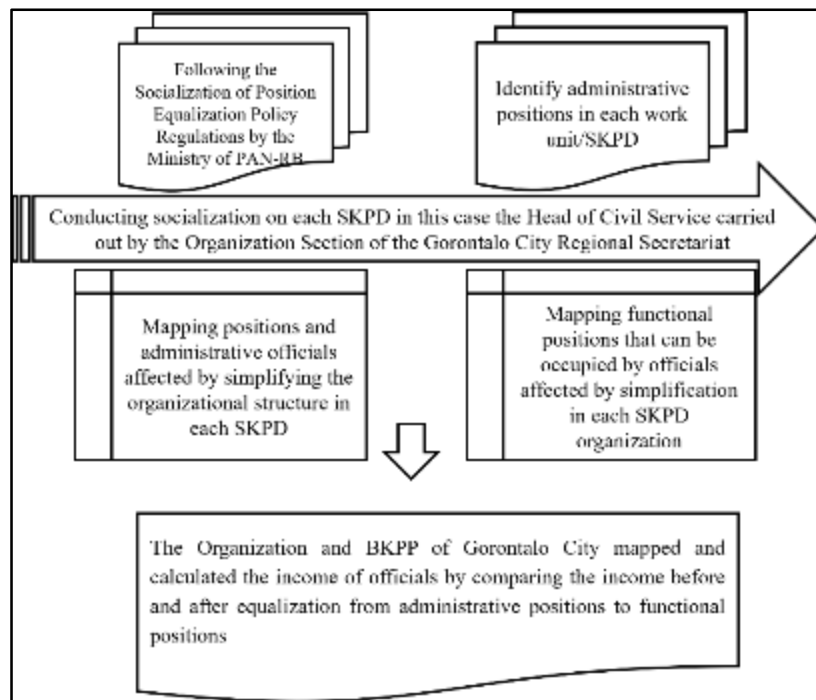 Following the
Socialization of Position
Equalization Policy
Regulations by the
Ministry of PAN-RB
Identify administrative
positions in each work
unit/SKPD
Conducting socialization on each SKPD in this case the Head of Civil Service carried
out by the Organization Section of the Gorontalo City Regional Secretariat
Mapping positions and
administrative officials
affected by simplifying the
organizational structure in
each SKPD
Mapping functional
positions that can be
occupied by officials
affected by simplification
in each SKPD
organization
The Organization and BKPP of Gorontalo City mapped and
calculated the income of officials by comparing the income before
and after equalization from administrative positions to functional
positions